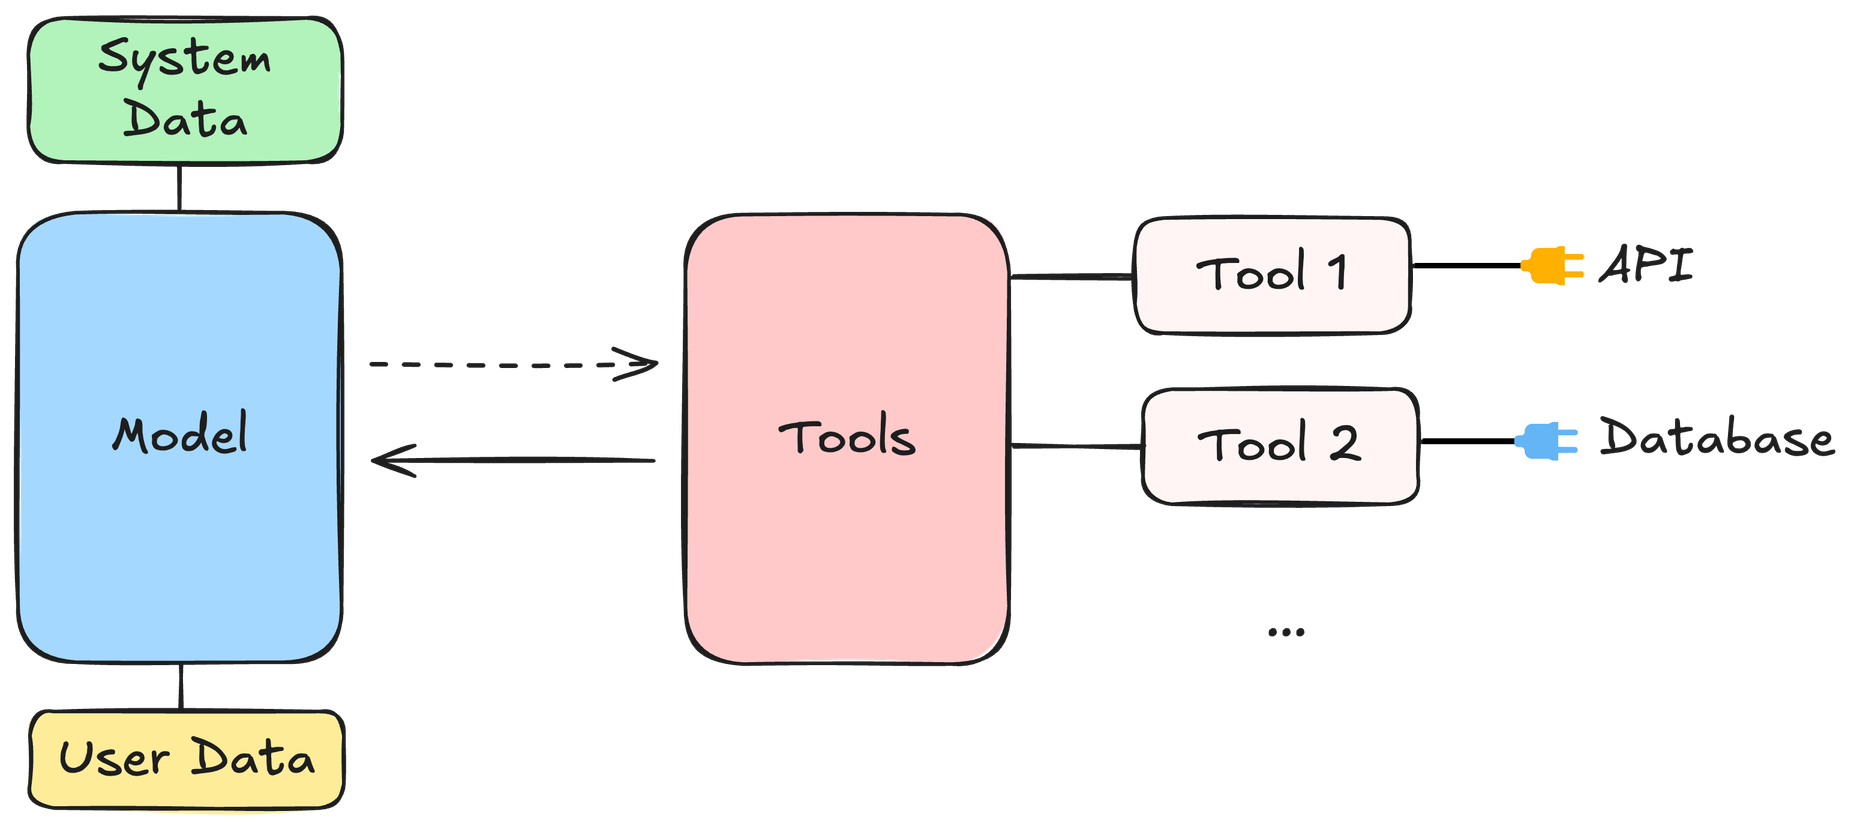 System
Data
Model
User Data
Tools
Tool 1
API
Tool 2
Database
...